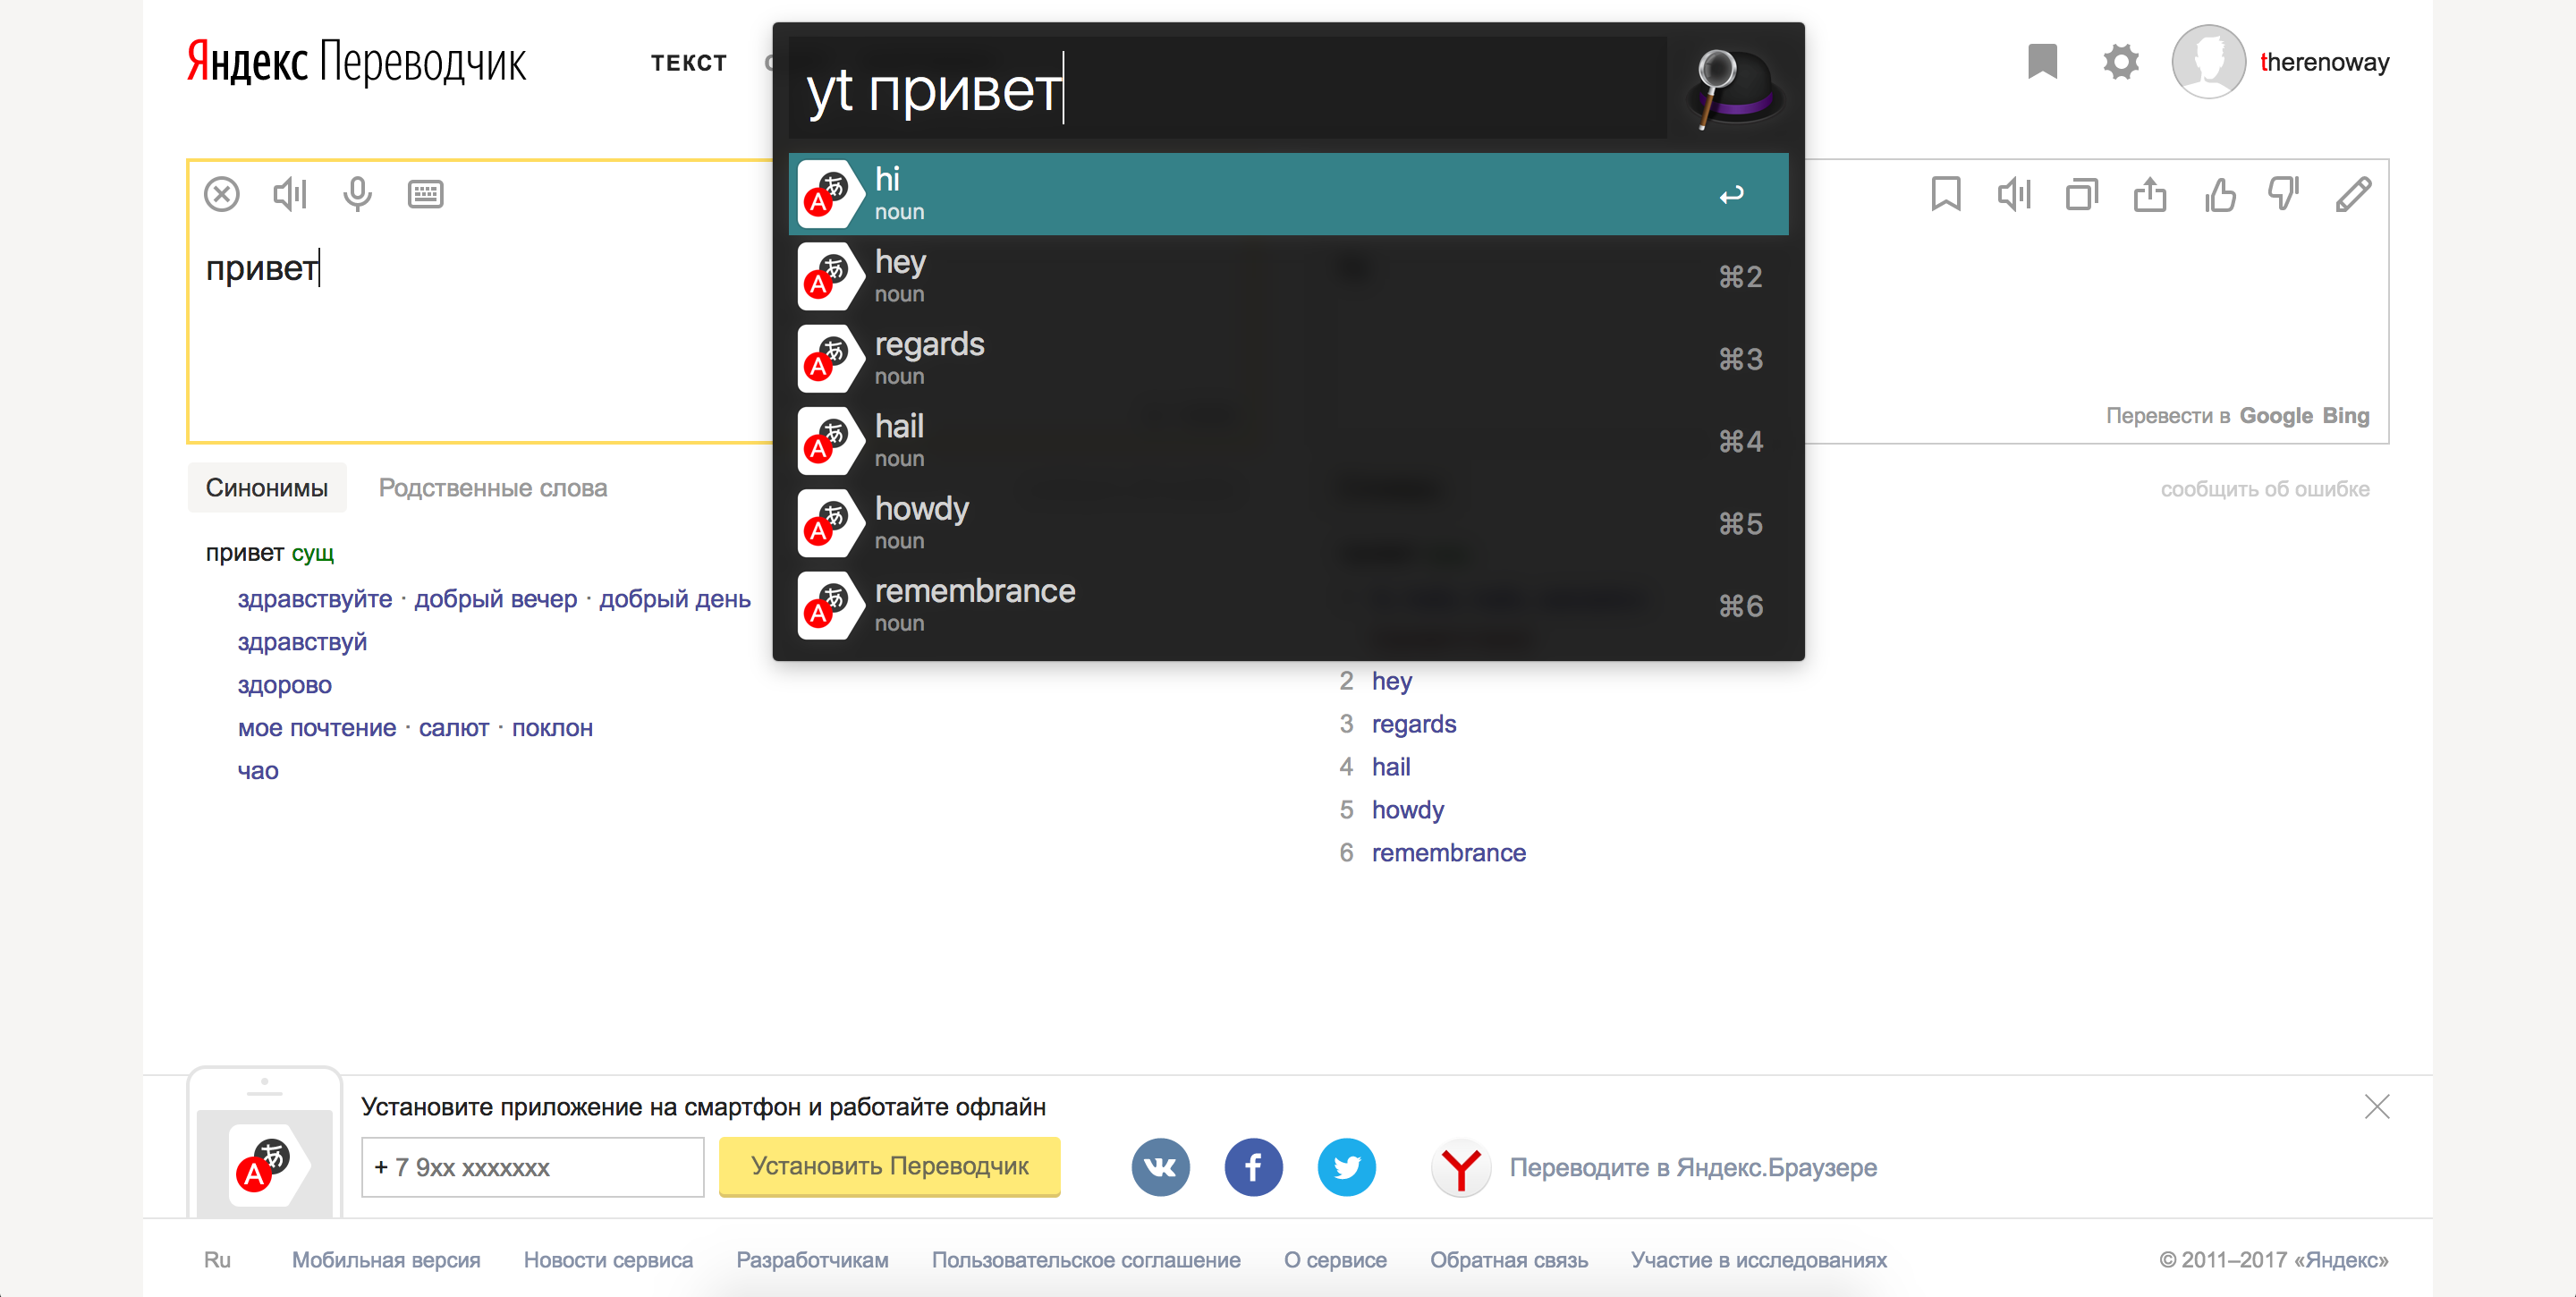 Яндекс Переводчик
ТЕКСТ
therenoway
yt привет
hi
noun
hey
noun
⌘2
regards
noun
⌘3
hail
noun
⌘4
howdy
noun
⌘5
remembrance
noun
⌘6
привет
Перевести в Google Bing
Синонимы Родственные слова
сообщить об ошибке
привет сущ
здравствуйте · добрый вечер · добрый день
здравствуй
здорово
мое почтение · салют · поклон
чао
2 hey
3 regards
4 hail
5 howdy
6 remembrance
Установите приложение на смартфон и работайте офлайн
+ 7 9xx xxxxxxx
Установить Переводчик
Переводите в Яндекс.Браузере
Ru Мобильная версия Новости сервиса Разработчикам Пользовательское соглашение О сервисе Обратная связь Участие в исследованиях © 2011–2017 «Яндекс»